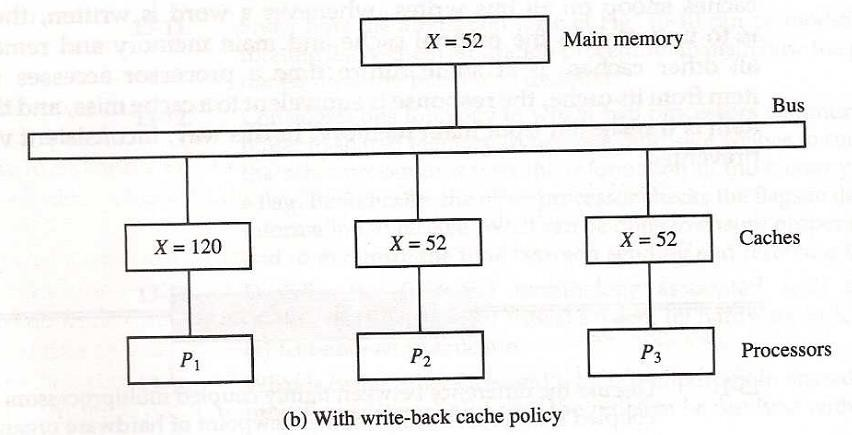 X = 52 Main memory
Bus
X = 120 X = 52 X = 52 Caches
P₁ P₂ P₃ Processors
(b) With write-back cache policy